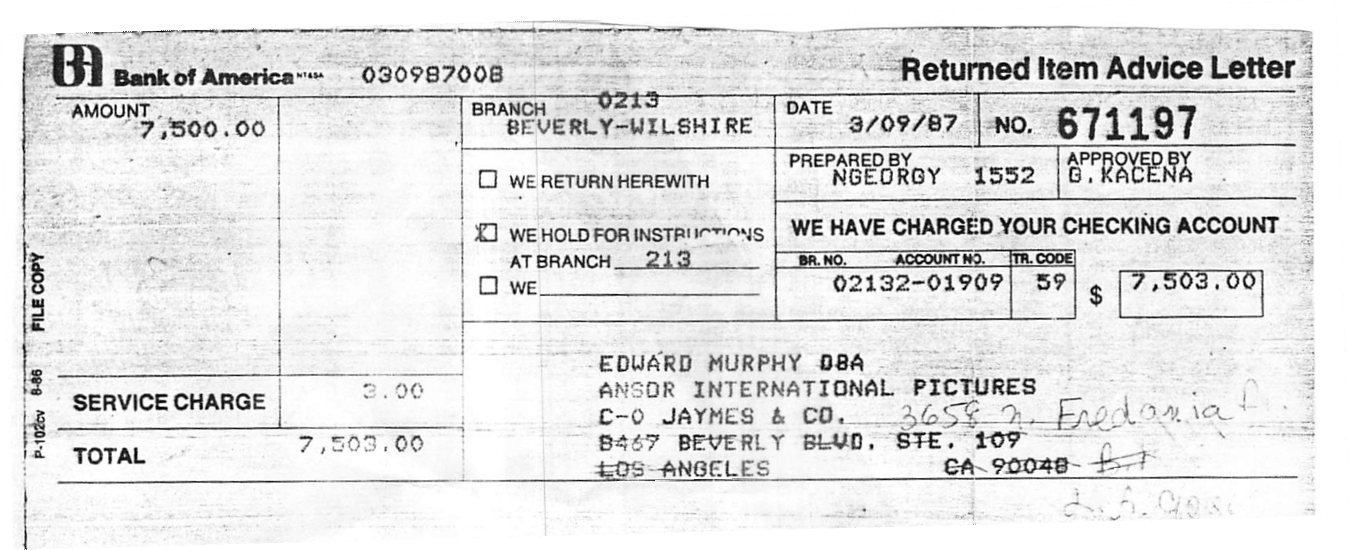 BA Bank of America NT&SA 030987008 Returned Item Advice Letter
AMOUNT
7,500.00
BRANCH 0213
BEVERLY-WILSHIRE
DATE
3/09/87
NO. 671197
PREPARED BY
NGEORGY 1552
APPROVED BY
G. KACENA
☐ WE RETURN HEREWITH
☒ WE HOLD FOR INSTRUCTIONS
AT BRANCH 213
☐ WE
WE HAVE CHARGED YOUR CHECKING ACCOUNT
BR. NO. ACCOUNT NO. TR. CODE
02132-01909 59 $ 7,503.00
P-102cv 8-86 FILE COPY
SERVICE CHARGE 3.00
TOTAL 7,503.00
EDWARD MURPHY DBA
ANSOR INTERNATIONAL PICTURES
C-O JAYMES & CO. 3658 N. Fredonia
8467 BEVERLY BLVD. STE. 109
LOS ANGELES CA 90048